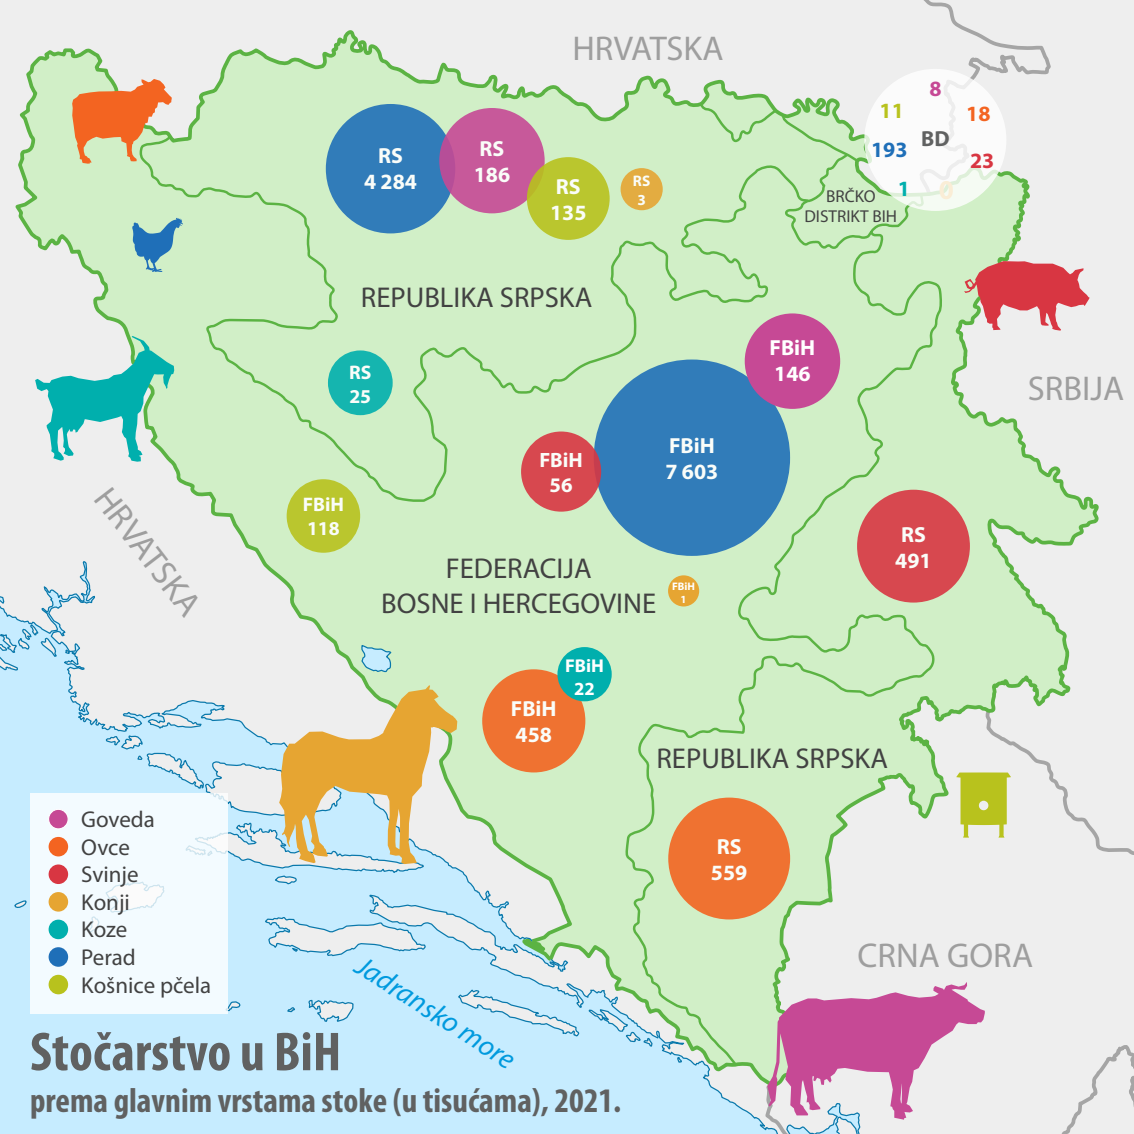 HRVATSKA
8
11
18
BD
193
23
1
0
BRČKO
DISTRIKT BIH
RS
4 284
RS
186
RS
135
RS
3
REPUBLIKA SRPSKA
RS
25
FBiH
146
SRBIJA
FBiH
7 603
FBiH
56
FBiH
118
HRVATSKA
RS
491
FEDERACIJA
BOSNE I HERCEGOVINE
FBiH
1
FBiH
22
FBiH
458
REPUBLIKA SRPSKA
RS
559
CRNA GORA
Jadransko more
Goveda
Ovce
Svinje
Konji
Koze
Perad
Košnice pčela
Stočarstvo u BiH
prema glavnim vrstama stoke (u tisućama), 2021.